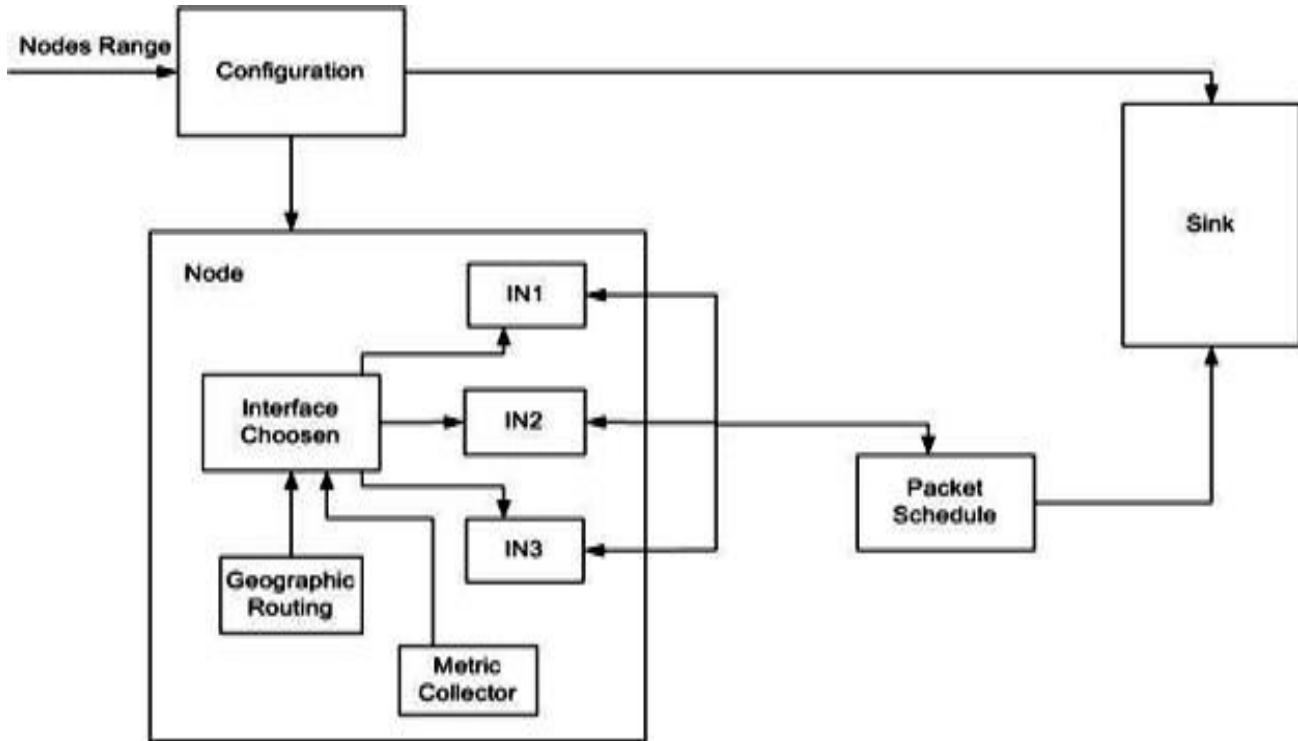 Nodes Range
Configuration
Sink
Node
IN1
Interface
Choosen
IN2
Packet
Schedule
IN3
Geographic
Routing
Metric
Collector